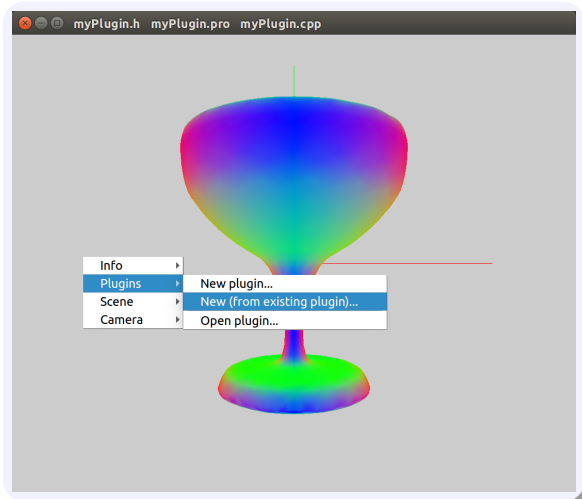 myPlugin.h myPlugin.pro myPlugin.cpp
Info
Plugins
Scene
Camera
New plugin...
New (from existing plugin)...
Open plugin...